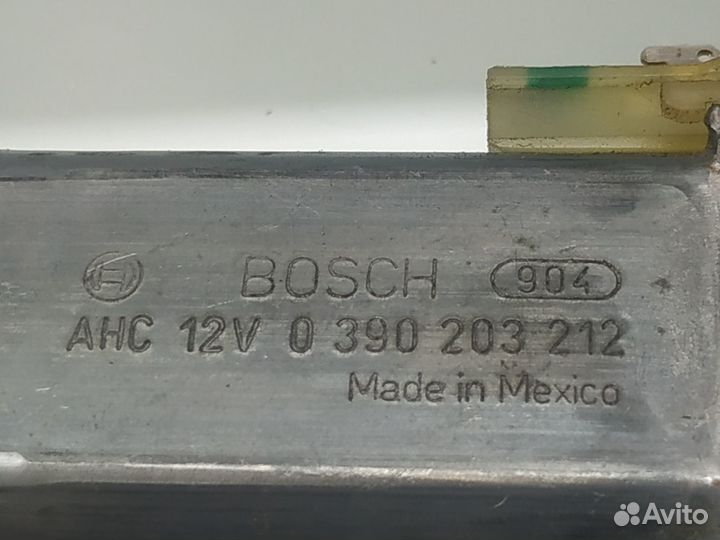 BOSCH 904
AHC 12V 0 390 203 212
Made in Mexico
Avito